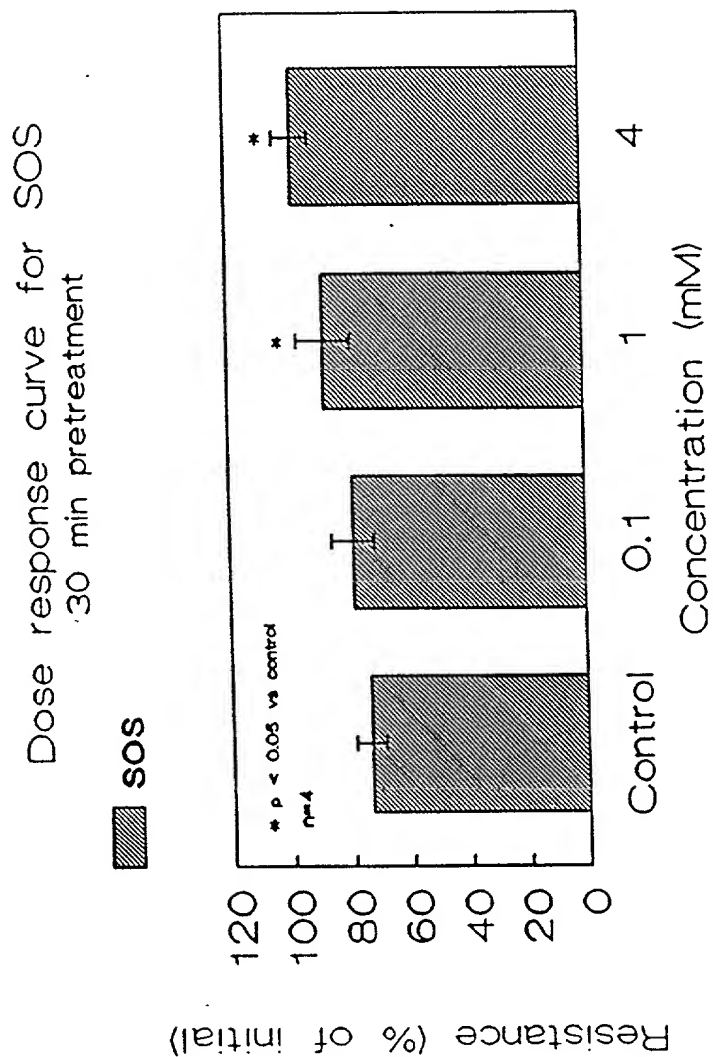 Dose response curve for SOS
30 min pretreatment
SOS
Resistance (% of initial)
120
100
80
60
40
20
0
* p < 0.05 vs control
n=4
*
*
Control
0.1
1
4
Concentration (mM)